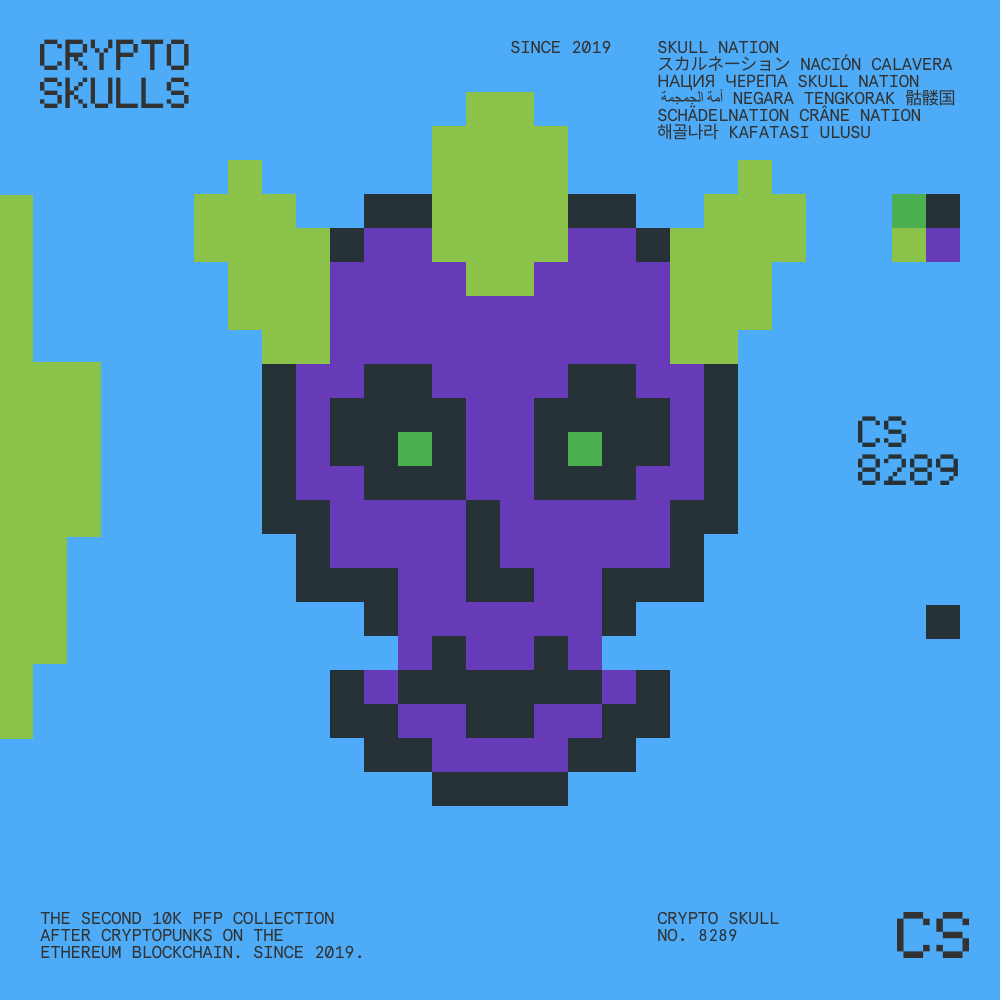 CRYPTO
SKULLS
SINCE 2019
SKULL NATION
スカルネーション NACIÓN CALAVERA
НАЦИЯ ЧЕРЕПА SKULL NATION
أمة الجمجمة NEGARA TENGKORAK 骷髅国
SCHÄDELNATION CRÂNE NATION
해골나라 KAFATASI ULUSU
CS
8289
THE SECOND 10K PFP COLLECTION
AFTER CRYPTOPUNKS ON THE
ETHEREUM BLOCKCHAIN. SINCE 2019.
CRYPTO SKULL
NO. 8289
CS